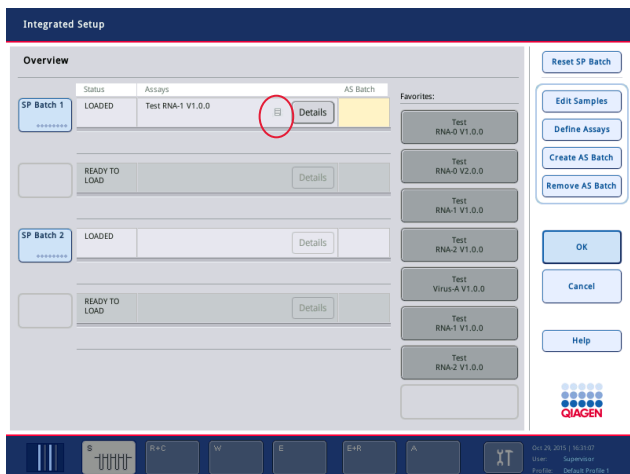 Integrated Setup
Overview
Status Assays AS Batch
SP Batch 1 LOADED Test RNA-1 V1.0.0 Details
READY TO
LOAD Details
SP Batch 2 LOADED Details
READY TO
LOAD Details
Favorites:
Test
RNA-0 V1.0.0
Test
RNA-0 V2.0.0
Test
RNA-1 V1.0.0
Test
RNA-2 V1.0.0
Test
Virus-A V1.0.0
Test
RNA-1 V1.0.0
Test
RNA-2 V1.0.0
Reset SP Batch
Edit Samples
Define Assays
Create AS Batch
Remove AS Batch
OK
Cancel
Help
QIAGEN
S R+C W E E+R A
Oct 29, 2015 | 16:31:07
User: Supervisor
Profile: Default Profile 1